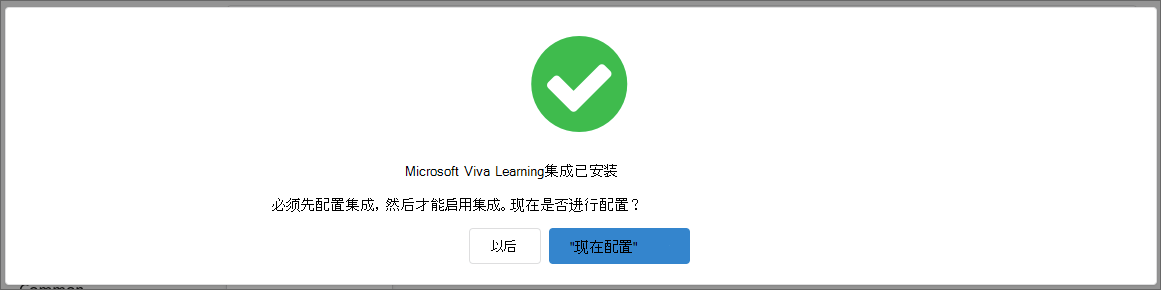 Microsoft Viva Learning集成已安装
必须先配置集成，然后才能启用集成。现在是否进行配置？
以后
"现在配置"